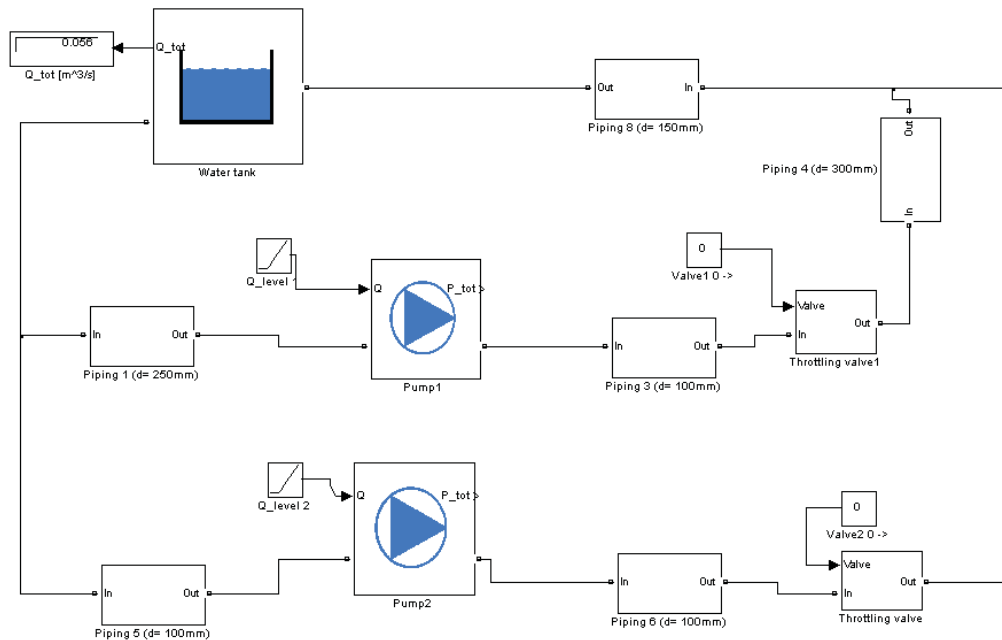 0.056
Q_tot
Q_tot [m^3/s]
Water tank
Out
In
Piping 8 (d= 150mm)
Out
Piping 4 (d= 300mm)
In
Q_level 1
Q
P_tot
Pump1
0
Valve1 0 ->
Valve
In
Out
Throttling valve1
In
Out
Piping 1 (d= 250mm)
In
Out
Piping 3 (d= 100mm)
Q_level 2
Q
P_tot
Pump2
0
Valve2 0 ->
Valve
In
Out
Throttling valve
In
Out
Piping 5 (d= 100mm)
In
Out
Piping 6 (d= 100mm)